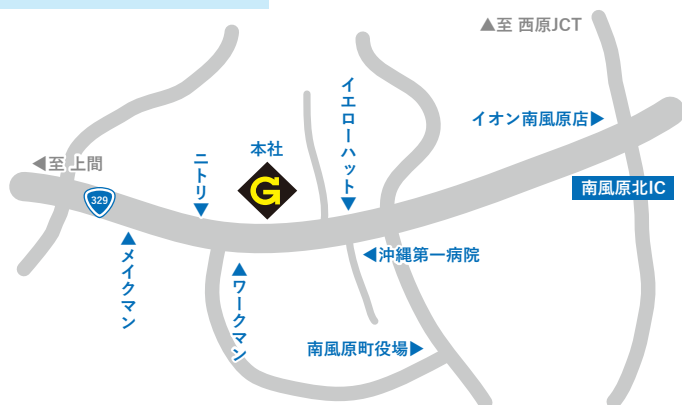 ▲至 西原JCT
イエローハット▼
イオン南風原店▶
本社
ニトリ▼
◀至 上間
G
南風原北IC
329
▲メイクマン
◀沖縄第一病院
▲ワークマン
南風原町役場▶